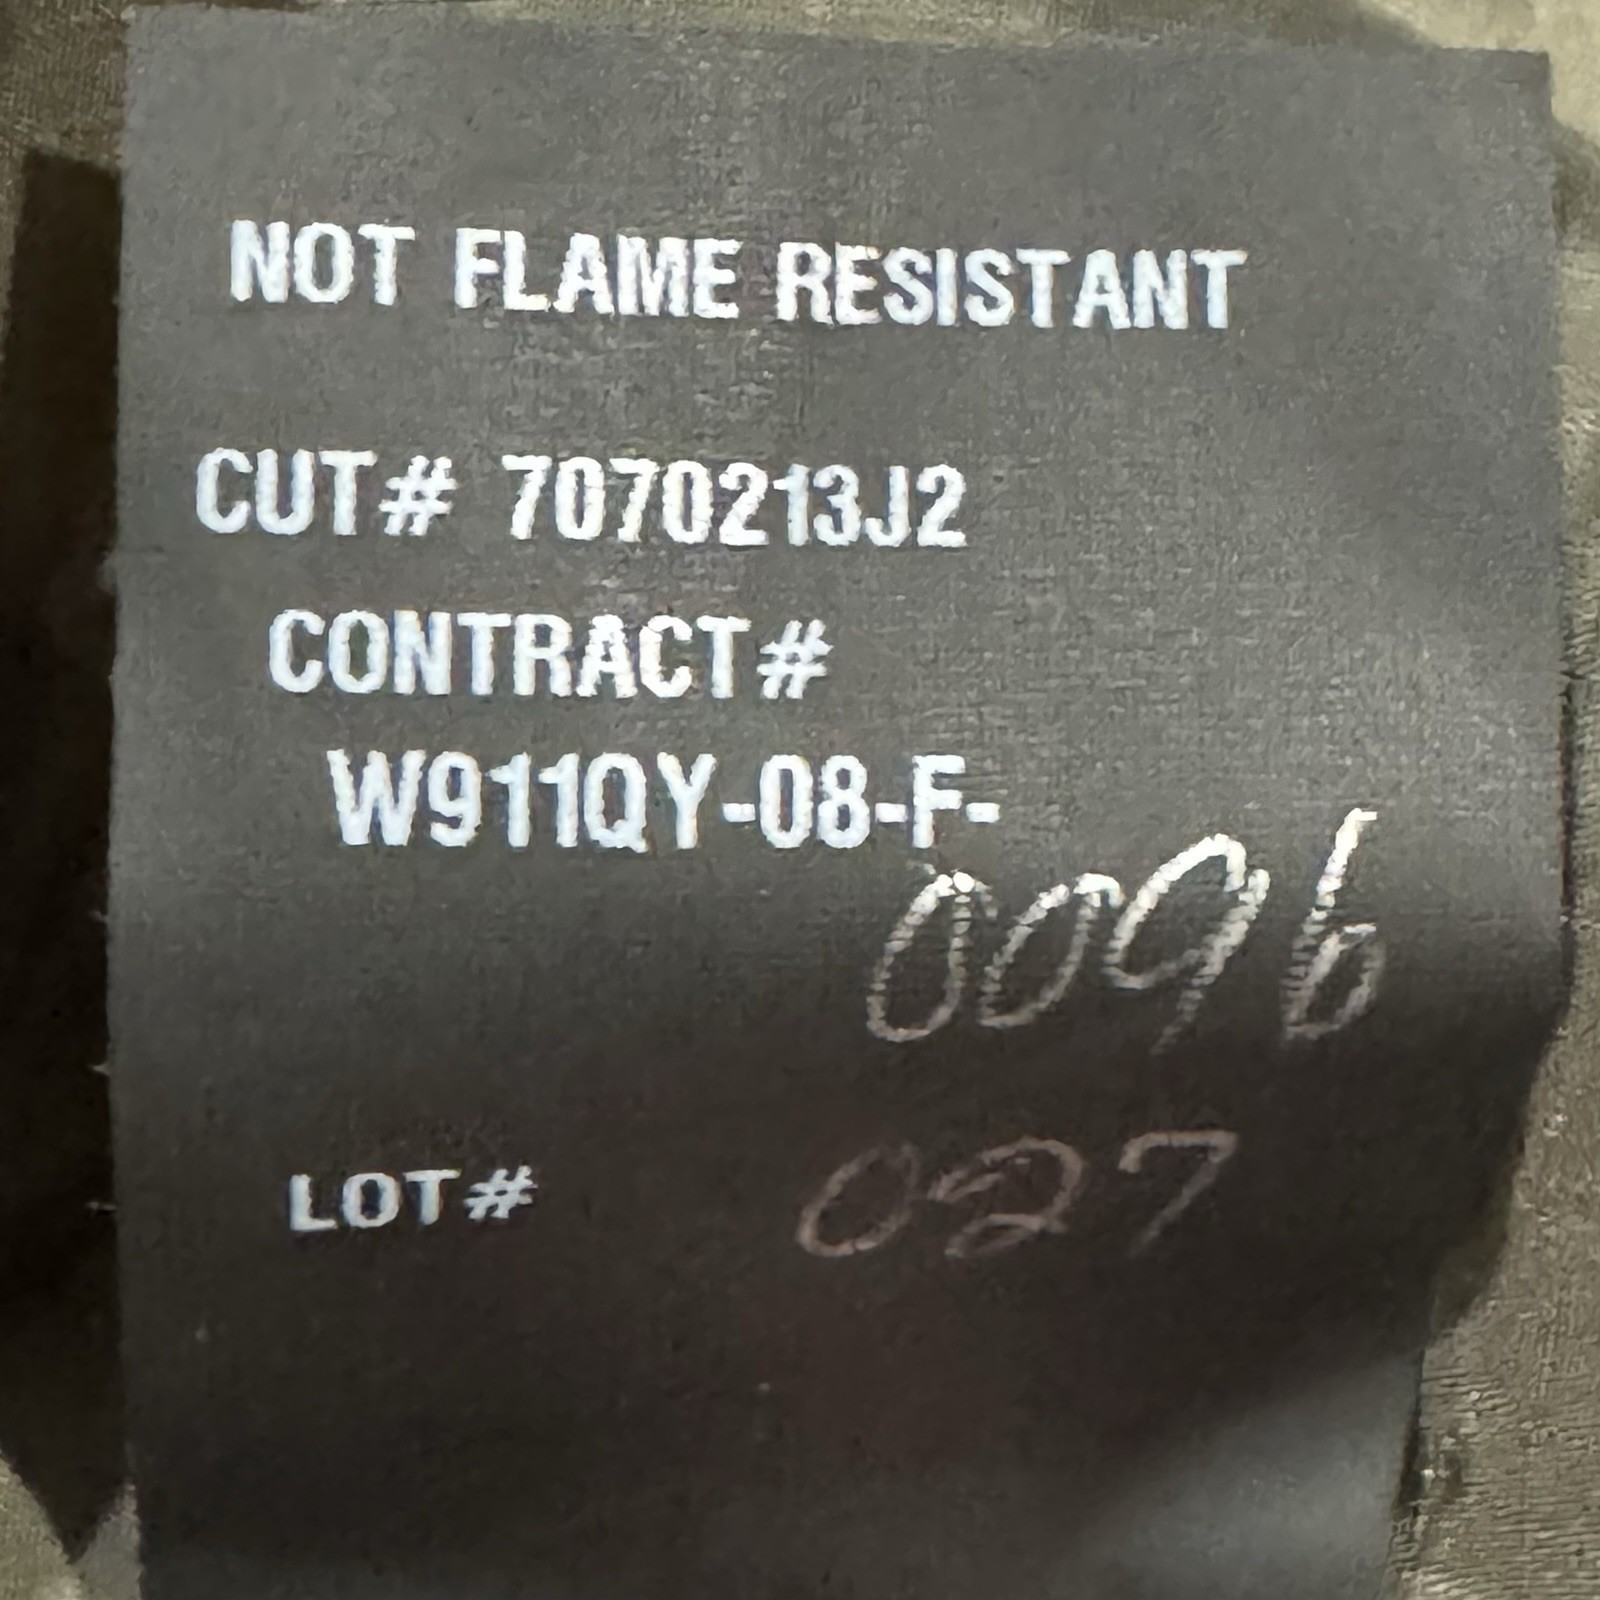 NOT FLAME RESISTANT
CUT# 7070213J2
CONTRACT#
W911QY-08-F-
0096
LOT# 027